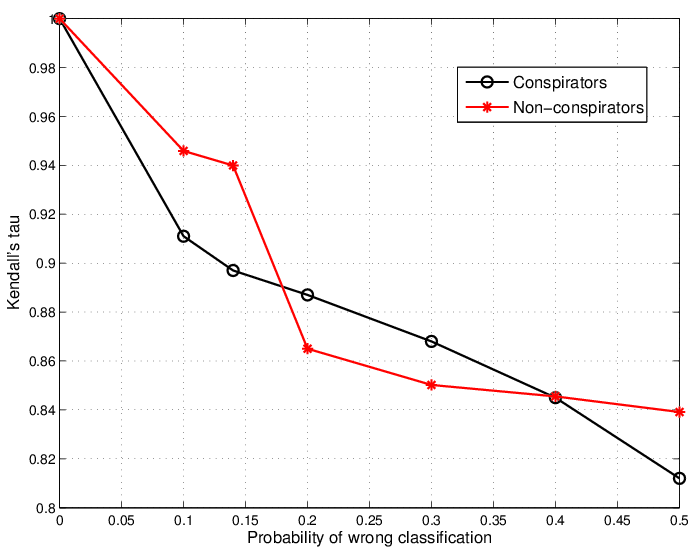 1
0.98
0.96
0.94
0.92
0.9
0.88
0.86
0.84
0.82
0.8
Kendall's tau
Conspirators
Non−conspirators
0 0.05 0.1 0.15 0.2 0.25 0.3 0.35 0.4 0.45 0.5
Probability of wrong classification